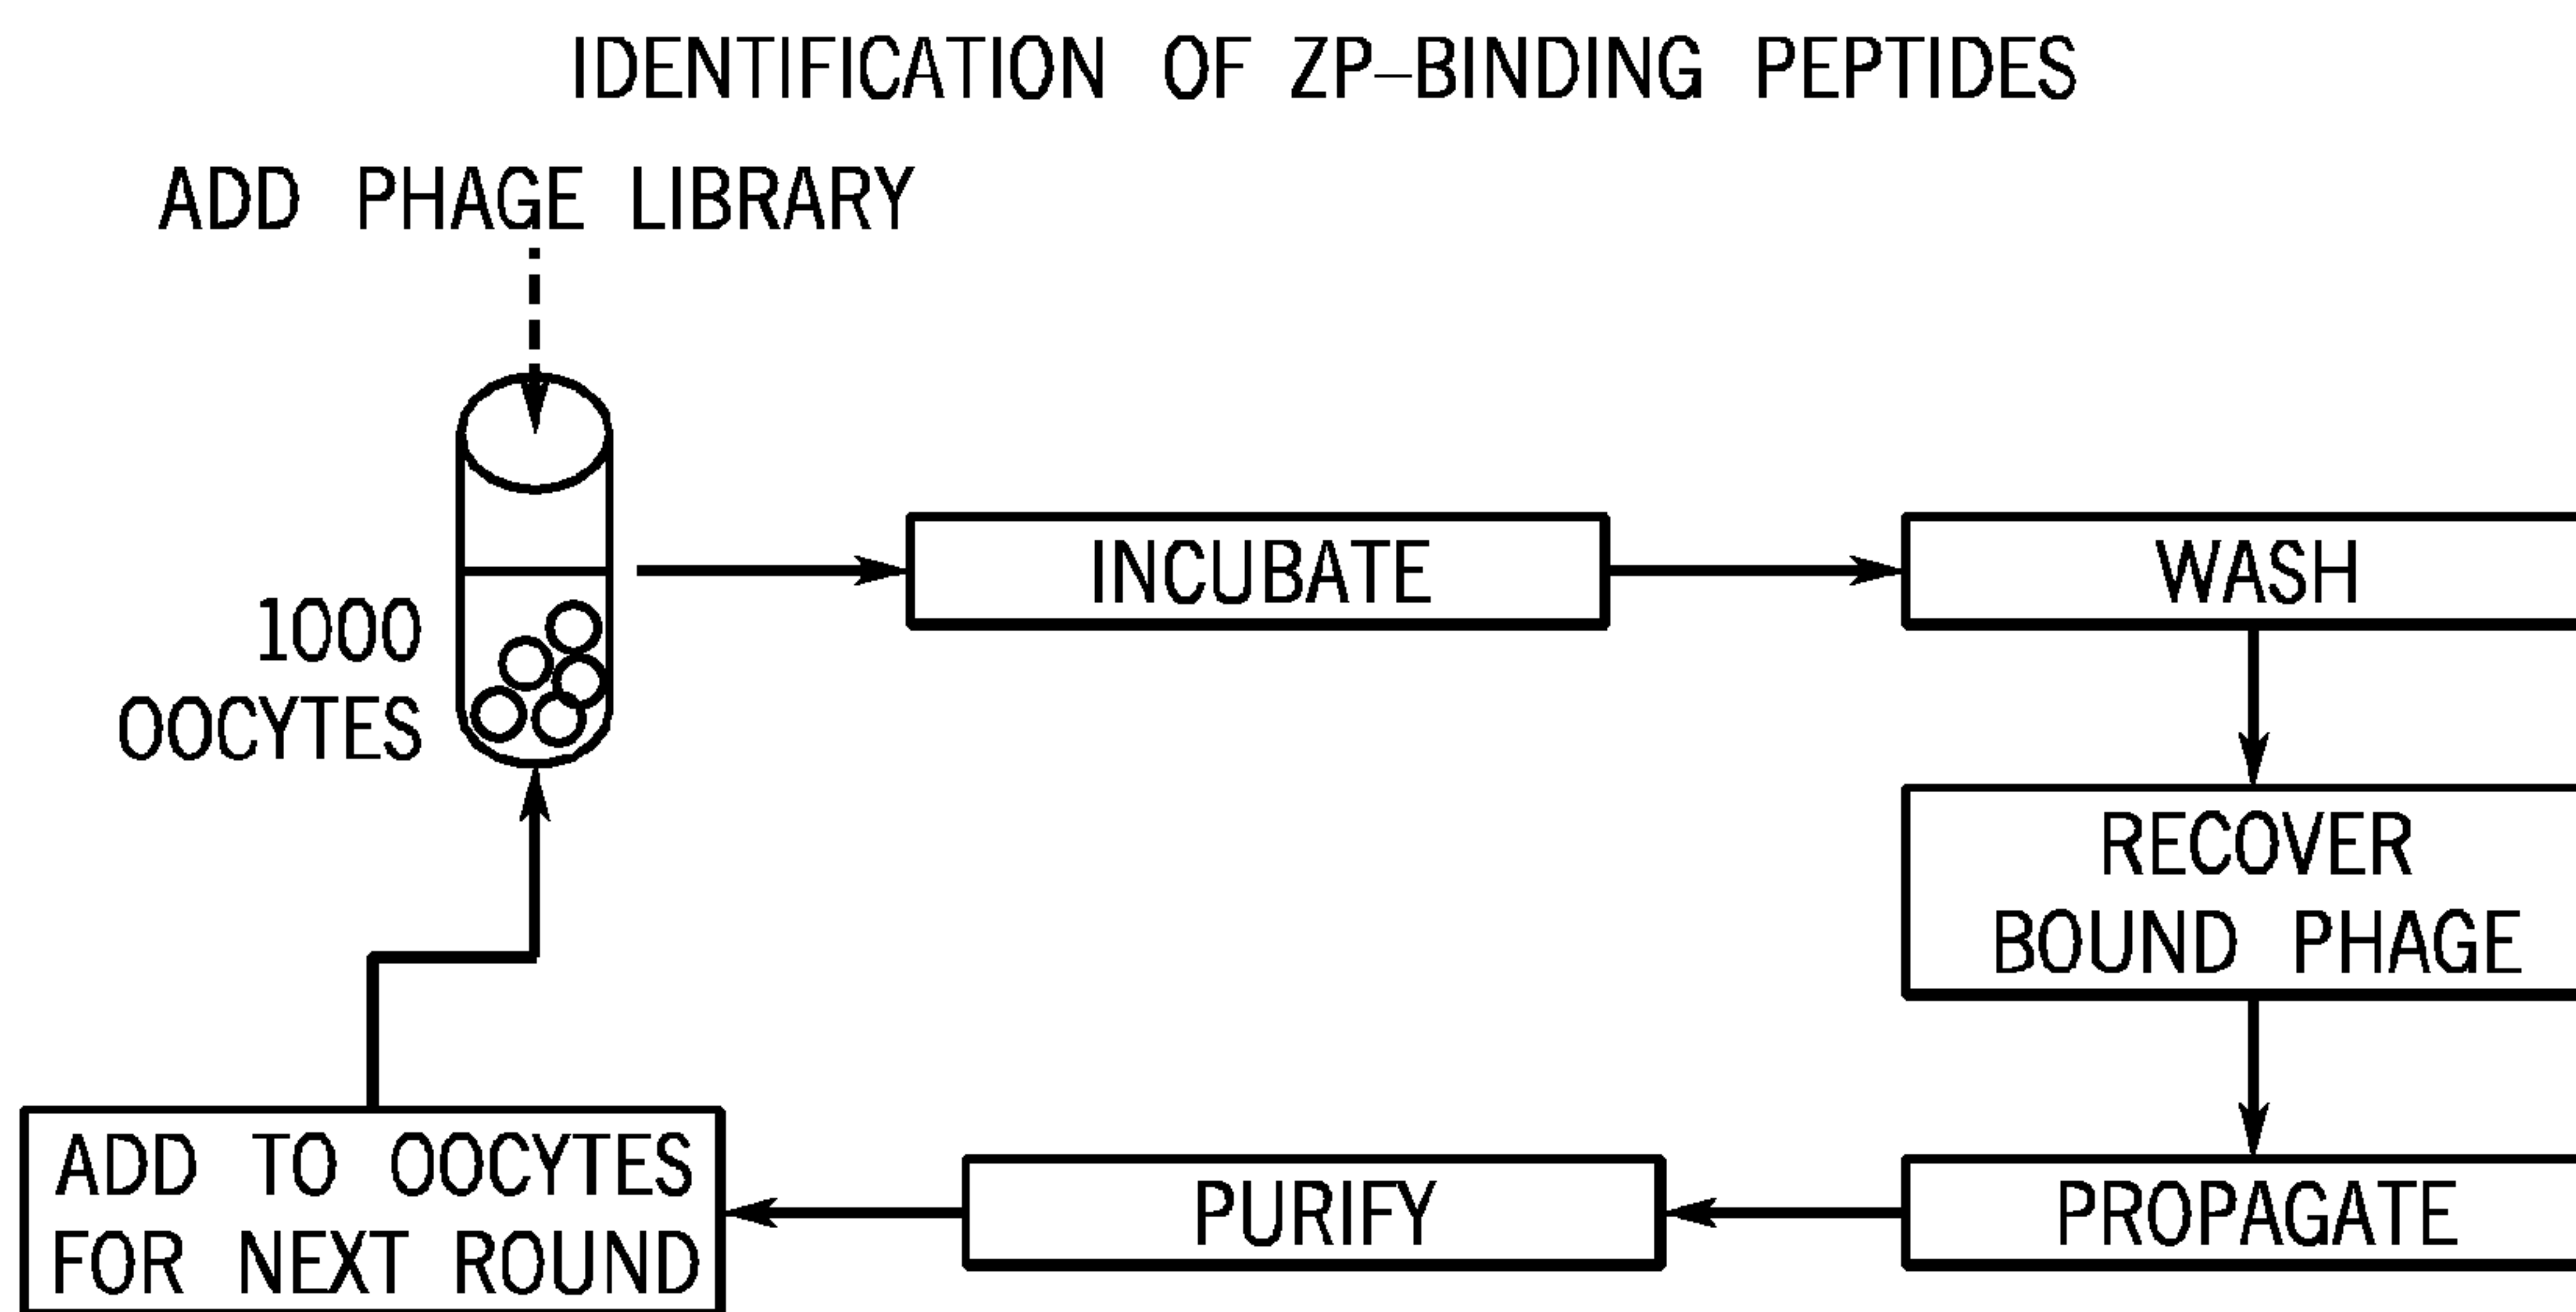 IDENTIFICATION OF ZP–BINDING PEPTIDES
ADD PHAGE LIBRARY
1000
OOCYTES
INCUBATE
WASH
RECOVER
BOUND PHAGE
PROPAGATE
PURIFY
ADD TO OOCYTES
FOR NEXT ROUND